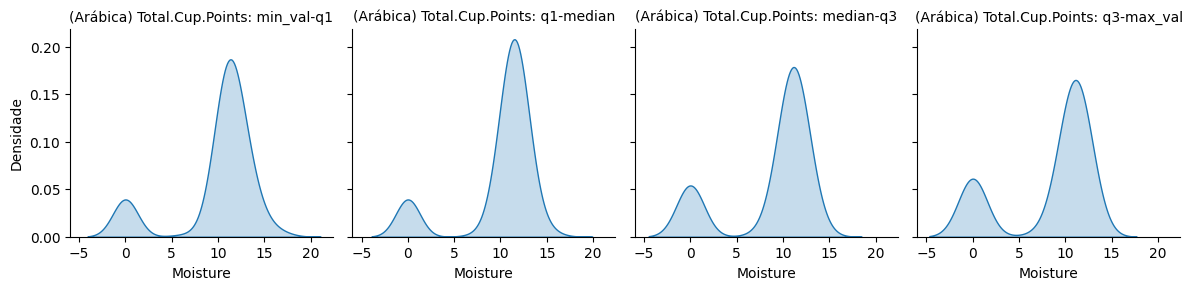 (Arábica) Total.Cup.Points: min_val-q1
(Arábica) Total.Cup.Points: q1-median
(Arábica) Total.Cup.Points: median-q3
(Arábica) Total.Cup.Points: q3-max_val
Densidade
0.20
0.15
0.10
0.05
0.00
−5 0 5 10 15 20
−5 0 5 10 15 20
−5 0 5 10 15 20
−5 0 5 10 15 20
Moisture
Moisture
Moisture
Moisture